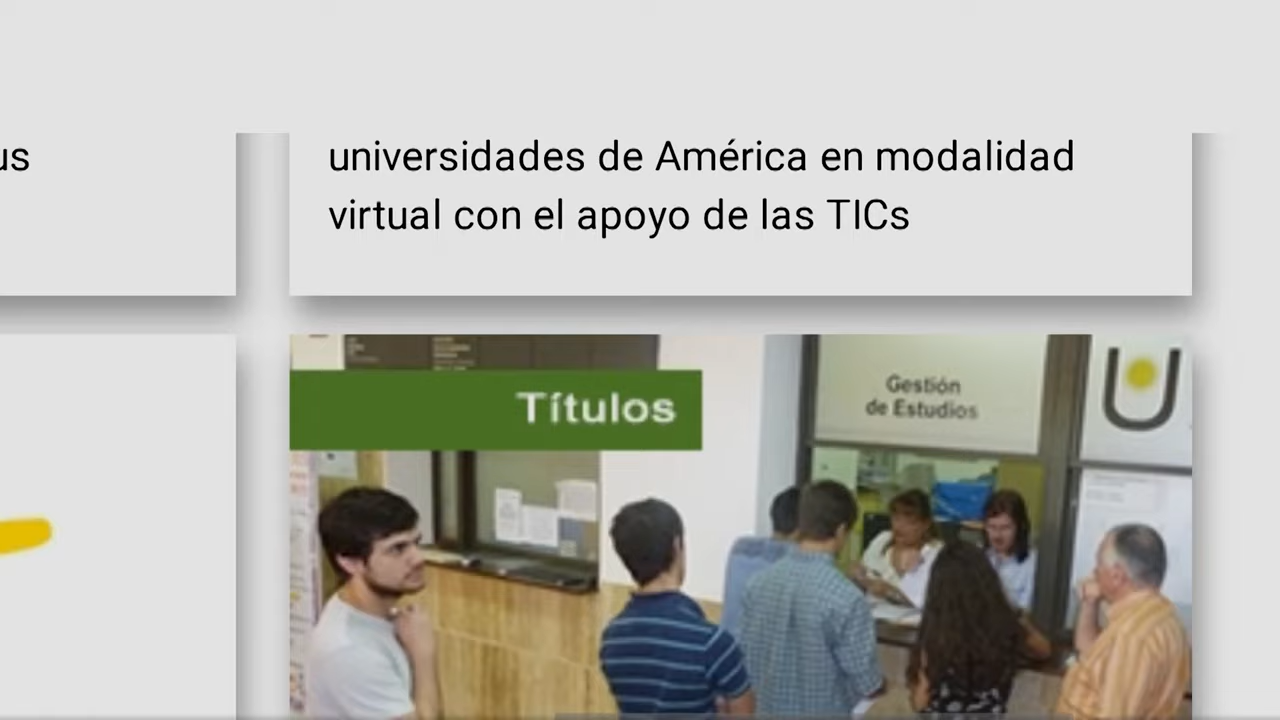 us
universidades de América en modalidad
virtual con el apoyo de las TICs
Títulos
Gestión
de Estudios
U